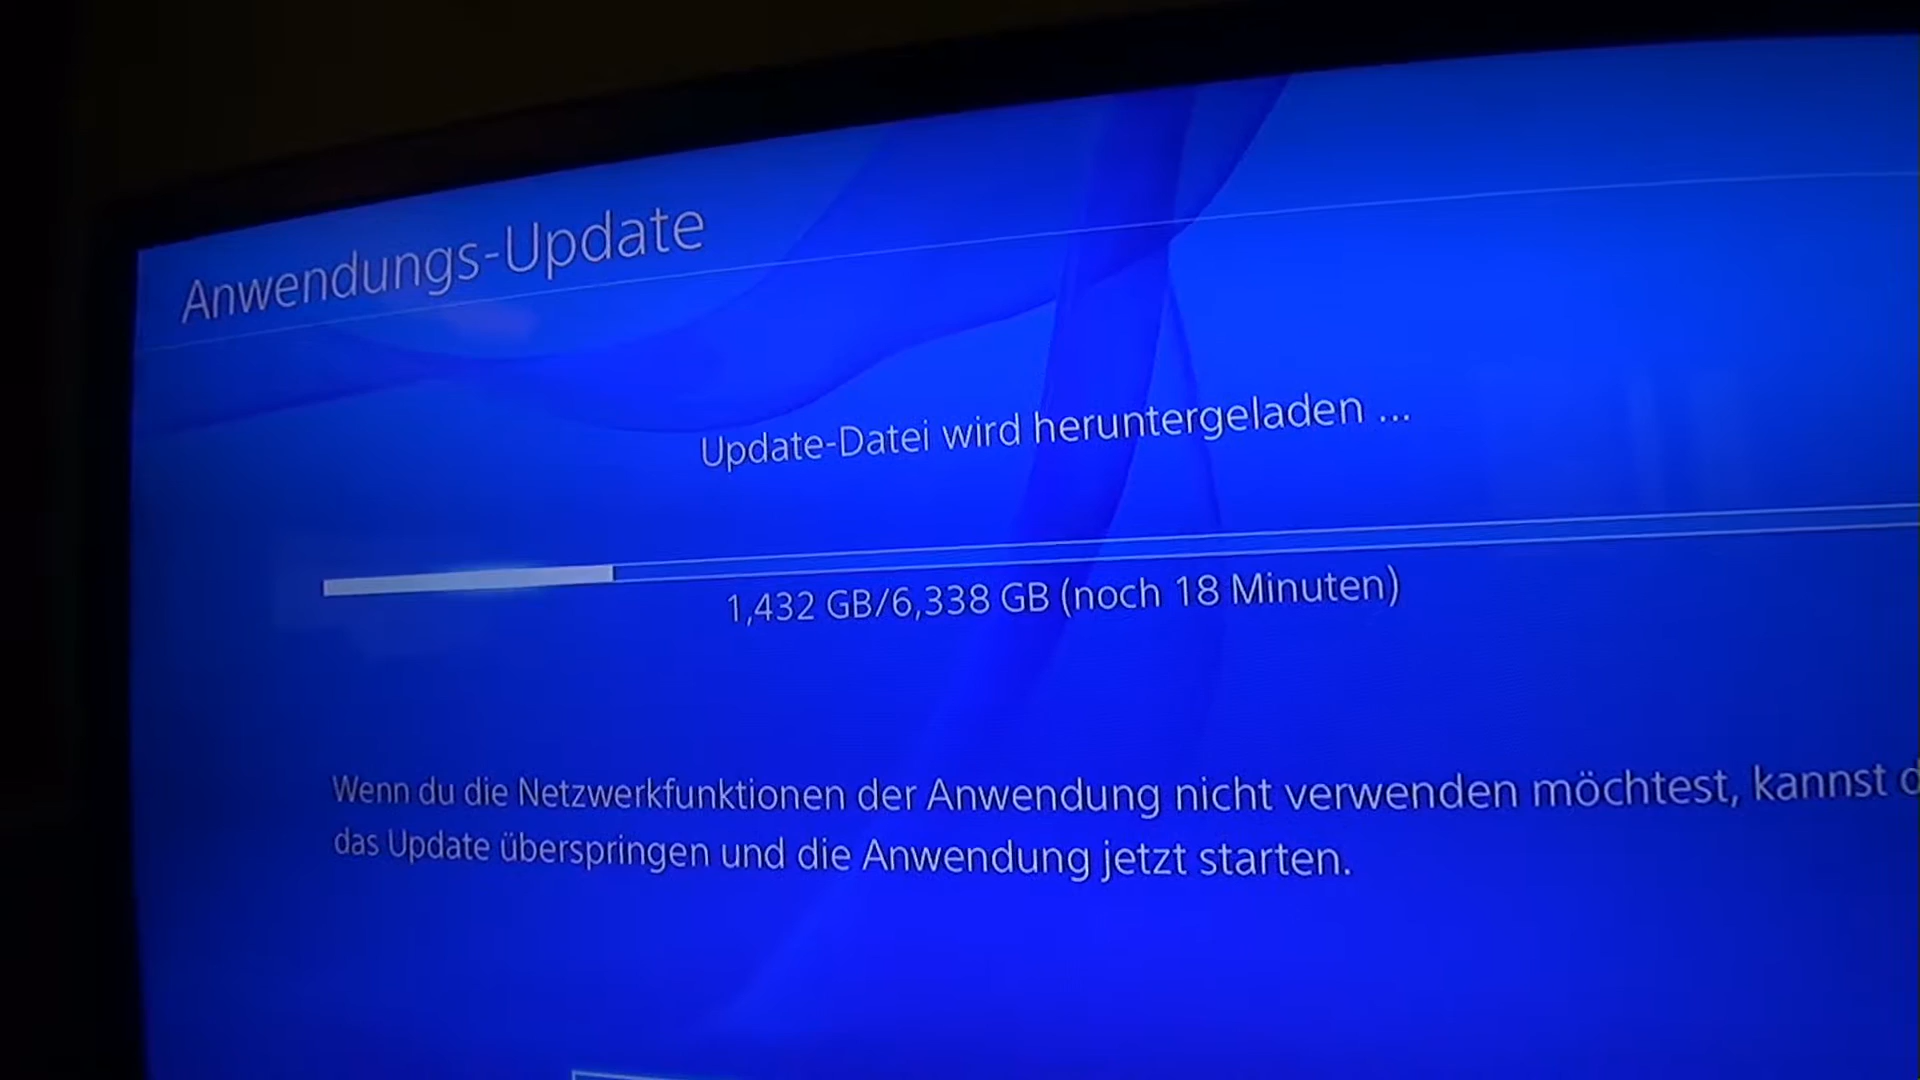 Anwendungs-Update
Update-Datei wird heruntergeladen ...
1,432 GB/6,338 GB (noch 18 Minuten)
Wenn du die Netzwerkfunktionen der Anwendung nicht verwenden möchtest, kannst
das Update überspringen und die Anwendung jetzt starten.